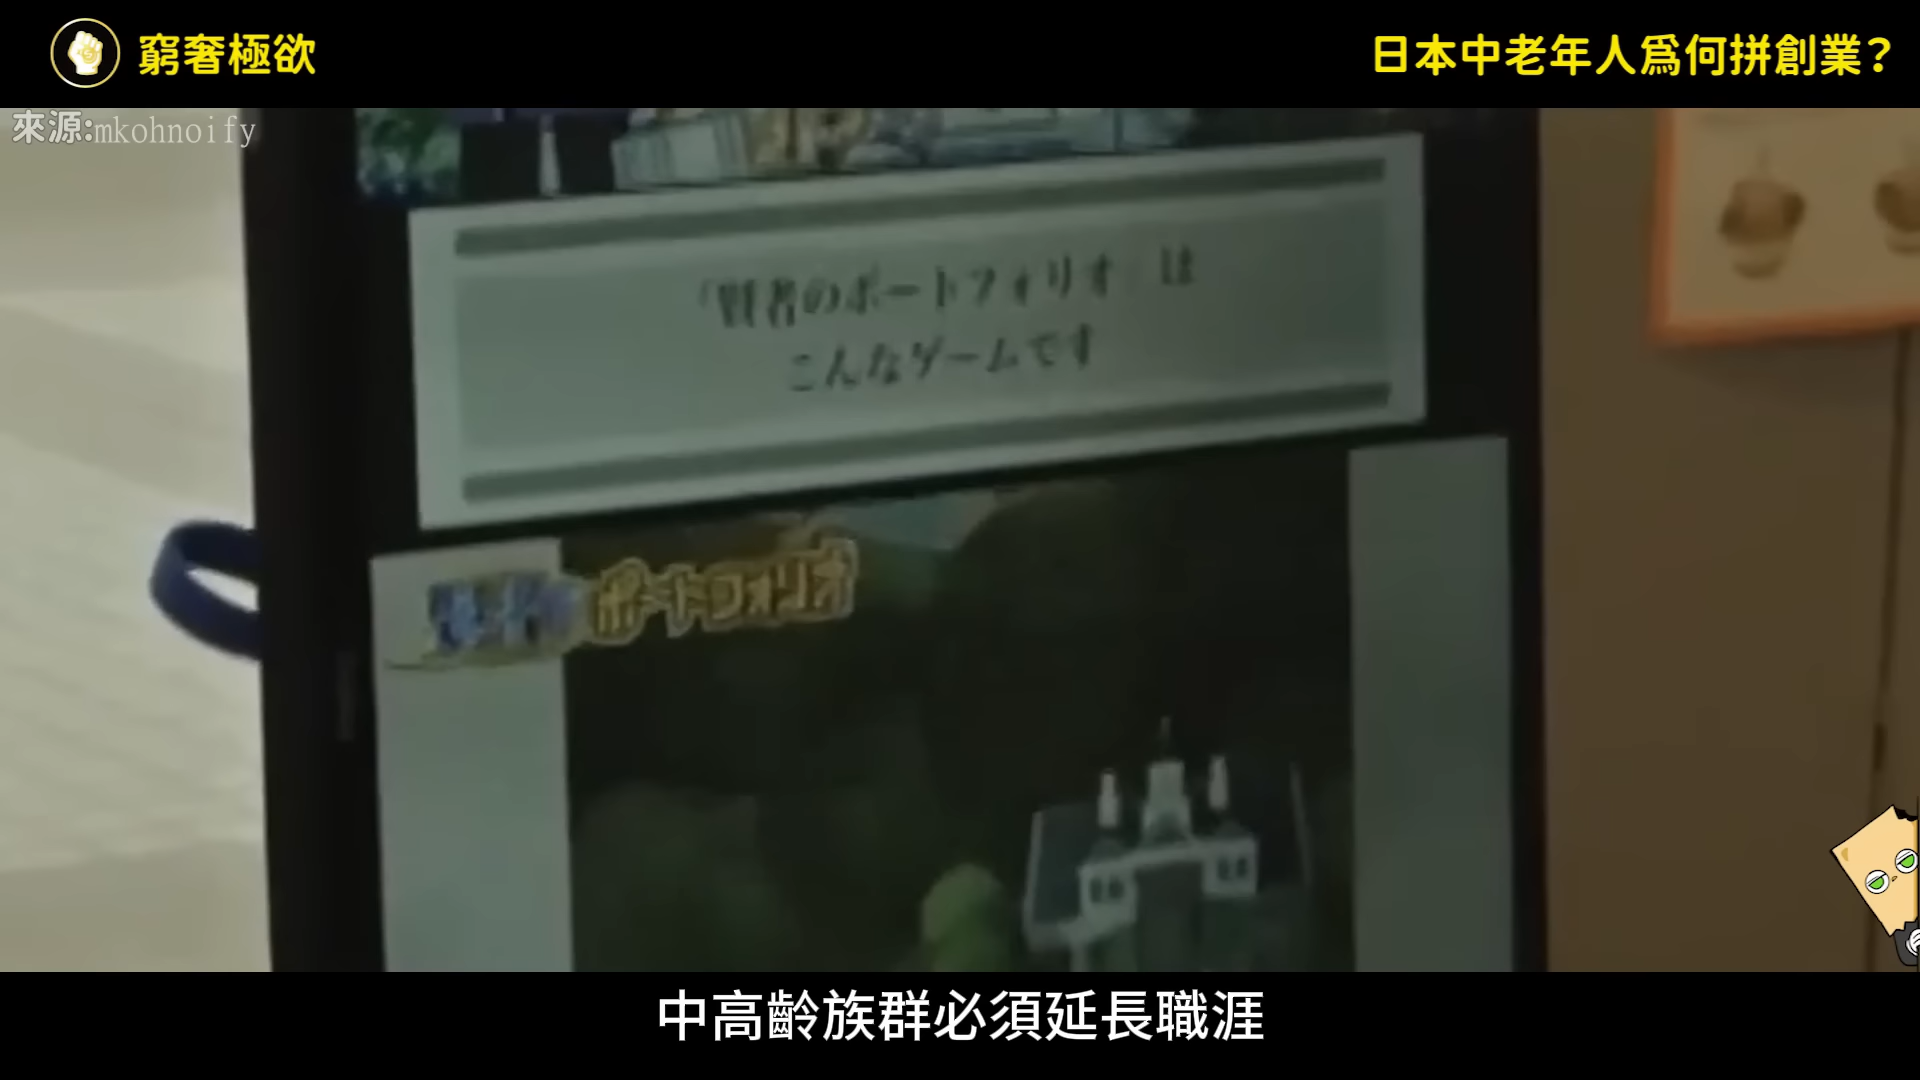 窮奢極欲
日本中老年人爲何拼創業？
來源:mkohnoify
「賢者のポートフォリオ」は
こんなゲームです
ポートフォリオ
中高齡族群必須延長職涯